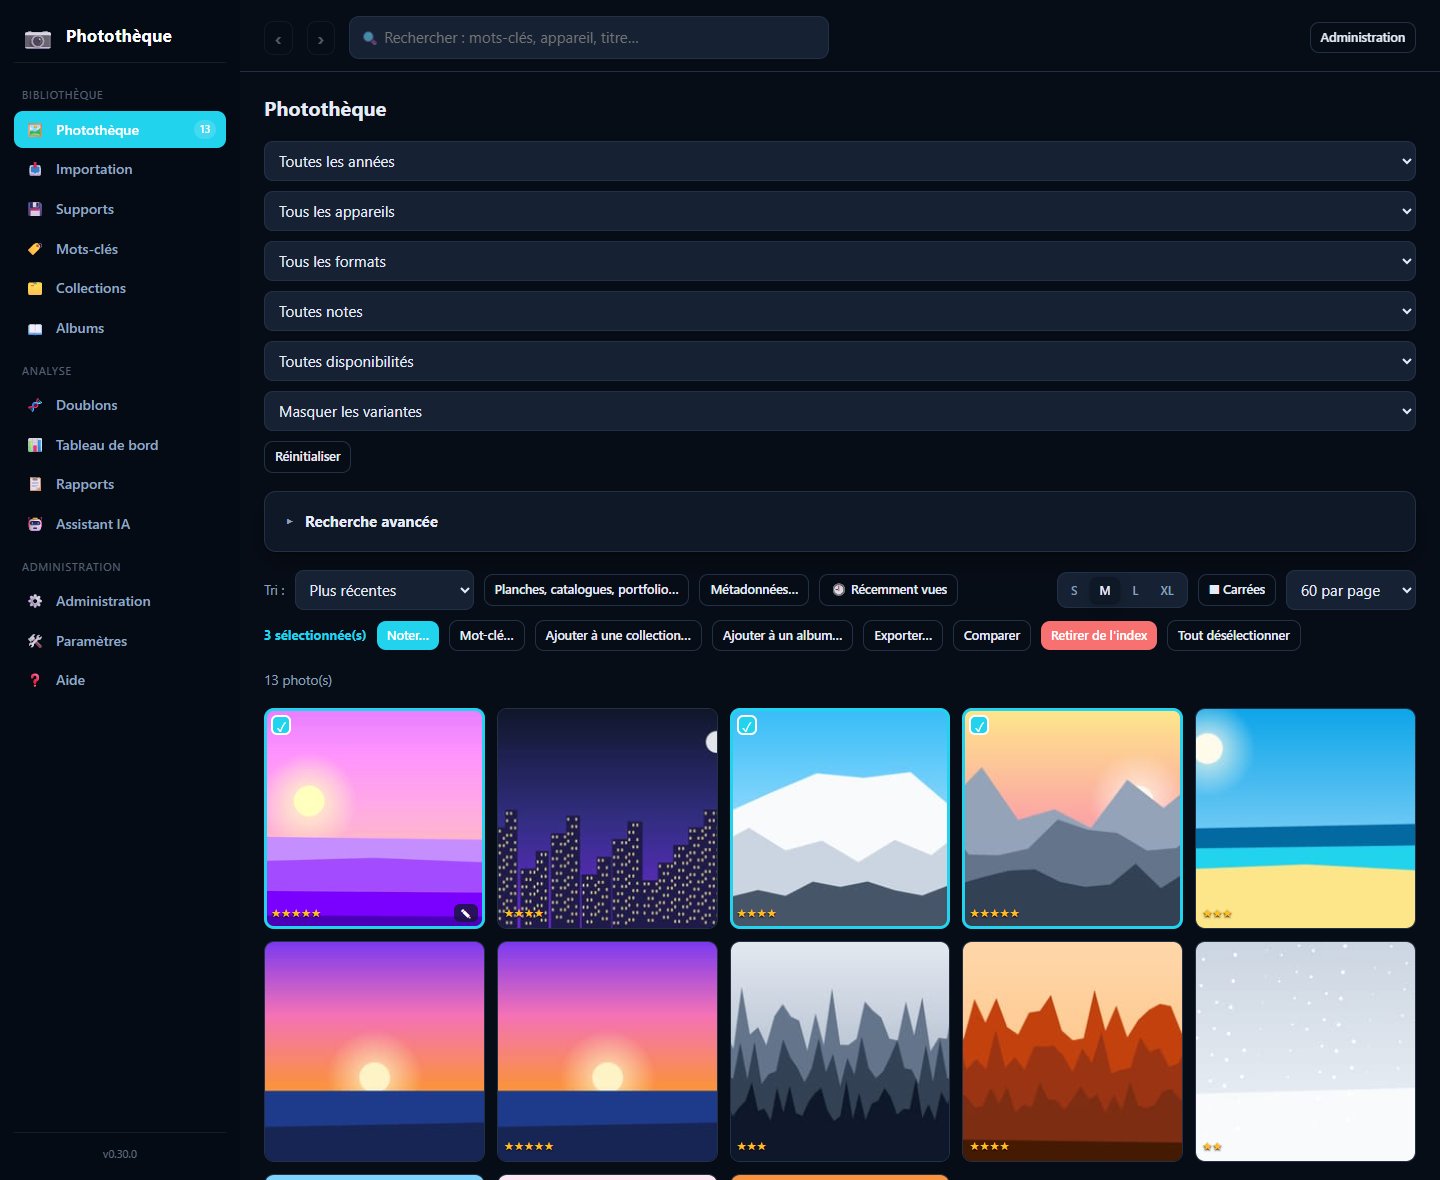 Photothèque
BIBLIOTHÈQUE
Photothèque 13
Importation
Supports
Mots-clés
Collections
Albums
ANALYSE
Doublons
Tableau de bord
Rapports
Assistant IA
ADMINISTRATION
Administration
Paramètres
Aide
v0.30.0
Rechercher : mots-clés, appareil, titre...
Administration
Photothèque
Toutes les années
Tous les appareils
Tous les formats
Toutes notes
Toutes disponibilités
Masquer les variantes
Réinitialiser
Recherche avancée
Tri : Plus récentes Planches, catalogues, portfolio... Métadonnées... Récemment vues S M L XL Carrées 60 par page
3 sélectionnée(s) Noter... Mot-clé... Ajouter à une collection... Ajouter à un album... Exporter... Comparer Retirer de l'index Tout désélectionner
13 photo(s)